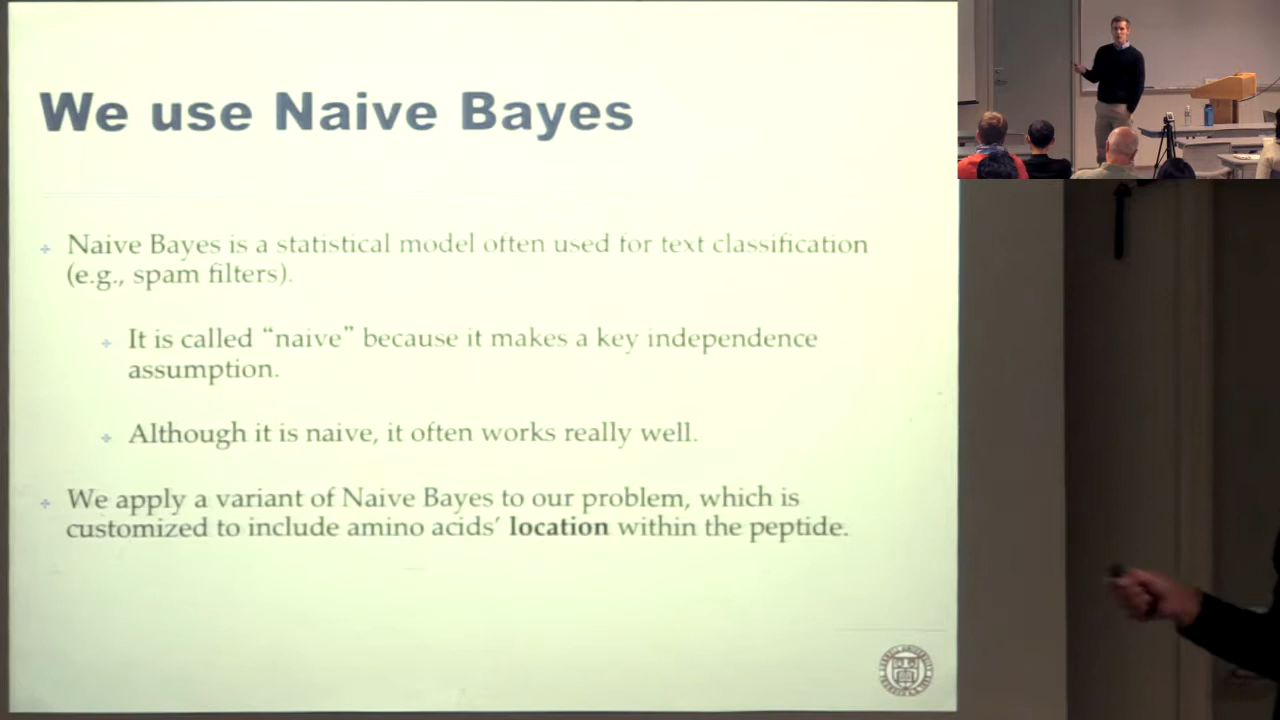 We use Naive Bayes
Naive Bayes is a statistical model often used for text classification
(e.g., spam filters).
It is called “naive” because it makes a key independence
assumption.
Although it is naive, it often works really well.
We apply a variant of Naive Bayes to our problem, which is
customized to include amino acids’ location within the peptide.